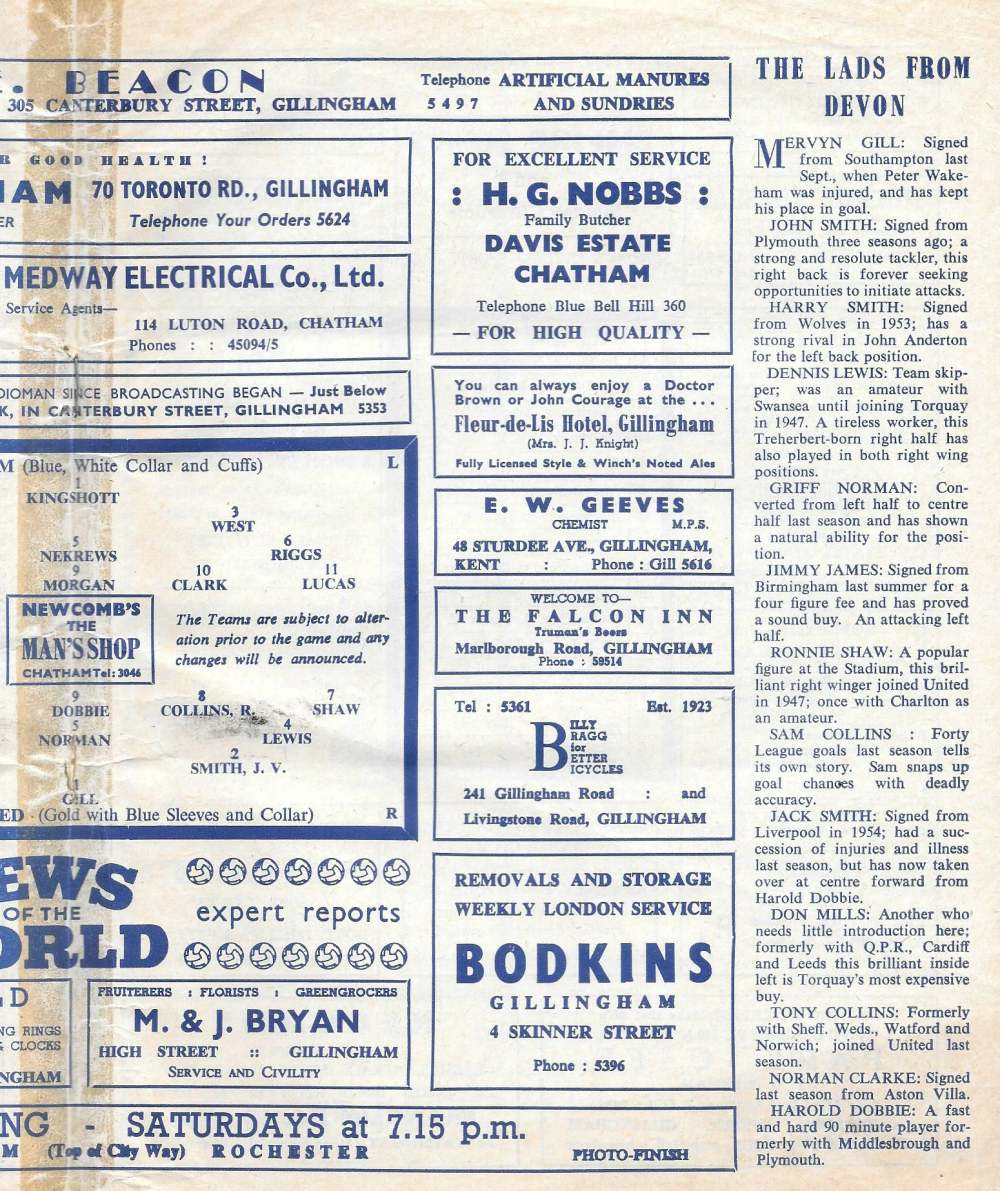 . BEACON
305 CANTERBURY STREET, GILLINGHAM
Telephone ARTIFICIAL MANURES
5 4 9 7 AND SUNDRIES
R GOOD HEALTH !
AM 70 TORONTO RD., GILLINGHAM
ER Telephone Your Orders 5624
MEDWAY ELECTRICAL Co., Ltd.
Service Agents—
114 LUTON ROAD, CHATHAM
Phones : : 45094/5
DIOMAN SINCE BROADCASTING BEGAN — Just Below
K, IN CANTERBURY STREET, GILLINGHAM 5353
M (Blue, White Collar and Cuffs) L
1
KINGSHOTT
3
WEST
5 6
NEKREWS RIGGS
9 10 11
MORGAN CLARK LUCAS
NEWCOMB'S
THE
MAN'S SHOP
CHATHAM Tel: 3046
The Teams are subject to alter-
ation prior to the game and any
changes will be announced.
9 8 7
DOBBIE COLLINS, R. SHAW
5 4
NORMAN LEWIS
2
SMITH, J. V.
1
GILL
ED (Gold with Blue Sleeves and Collar) R
EWS
OF THE
ORLD
expert reports
L D
NG RINGS
& CLOCKS
NGHAM
FRUITERERS : FLORISTS : GREENGROCERS
M. & J. BRYAN
HIGH STREET :: GILLINGHAM
SERVICE AND CIVILITY
FOR EXCELLENT SERVICE
: H. G. NOBBS :
Family Butcher
DAVIS ESTATE
CHATHAM
Telephone Blue Bell Hill 360
— FOR HIGH QUALITY —
You can always enjoy a Doctor
Brown or John Courage at the ...
Fleur-de-Lis Hotel, Gillingham
(Mrs. J. J. Knight)
Fully Licensed Style & Winch's Noted Ales
E. W. GEEVES
CHEMIST M.P.S.
48 STURDEE AVE., GILLINGHAM,
KENT : Phone : Gill 5616
WELCOME TO—
THE FALCON INN
Truman's Beers
Marlborough Road, GILLINGHAM
Phone : 59514
Tel : 5361 Est. 1923
BILLY
BRAGG
for
BETTER
BICYCLES
241 Gillingham Road : and
Livingstone Road, GILLINGHAM
REMOVALS AND STORAGE
WEEKLY LONDON SERVICE
BODKINS
GILLINGHAM
4 SKINNER STREET
Phone : 5396
NG - SATURDAYS at 7.15 p.m.
M (Top of City Way) ROCHESTER PHOTO-FINISH
THE LADS FROM
DEVON
MERVYN GILL: Signed
from Southampton last
Sept., when Peter Wake-
ham was injured, and has kept
his place in goal.
JOHN SMITH: Signed from
Plymouth three seasons ago; a
strong and resolute tackler, this
right back is forever seeking
opportunities to initiate attacks.
HARRY SMITH: Signed
from Wolves in 1953; has a
strong rival in John Anderton
for the left back position.
DENNIS LEWIS: Team skip-
per; was an amateur with
Swansea until joining Torquay
in 1947. A tireless worker, this
Treherbert-born right half has
also played in both right wing
positions.
GRIFF NORMAN: Con-
verted from left half to centre
half last season and has shown
a natural ability for the posi-
tion.
JIMMY JAMES: Signed from
Birmingham last summer for a
four figure fee and has proved
a sound buy. An attacking left
half.
RONNIE SHAW: A popular
figure at the Stadium, this bril-
liant right winger joined United
in 1947; once with Charlton as
an amateur.
SAM COLLINS : Forty
League goals last season tells
its own story. Sam snaps up
goal chances with deadly
accuracy.
JACK SMITH: Signed from
Liverpool in 1954; had a suc-
cession of injuries and illness
last season, but has now taken
over at centre forward from
Harold Dobbie.
DON MILLS: Another who
needs little introduction here;
formerly with Q.P.R., Cardiff
and Leeds this brilliant inside
left is Torquay's most expensive
buy.
TONY COLLINS: Formerly
with Sheff. Weds., Watford and
Norwich; joined United last
season.
NORMAN CLARKE: Signed
last season from Aston Villa.
HAROLD DOBBIE: A fast
and hard 90 minute player for-
merly with Middlesbrough and
Plymouth.